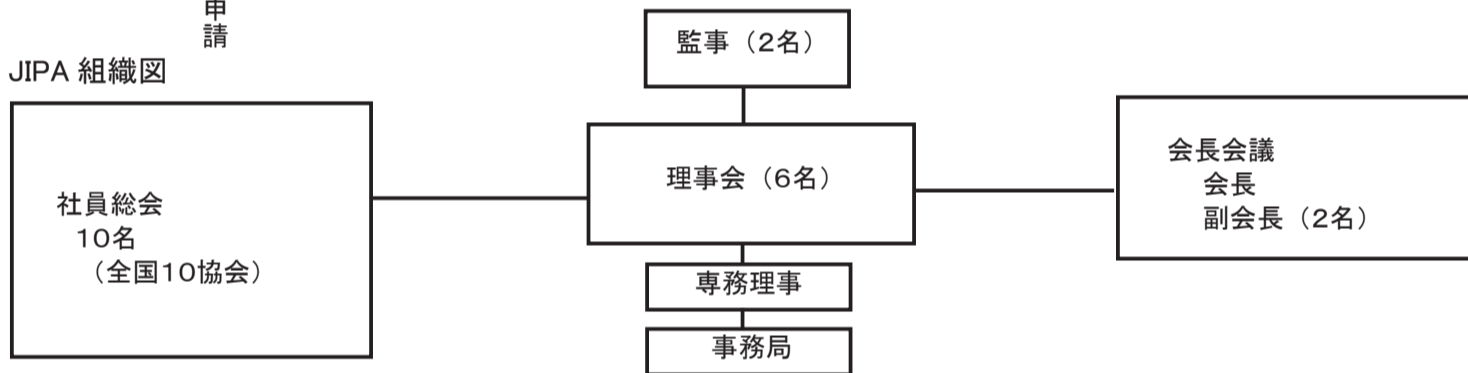 申請
JIPA 組織図
監事（2名）
社員総会
10名
（全国10協会）
理事会（6名）
会長会議
会長
副会長（2名）
専務理事
事務局